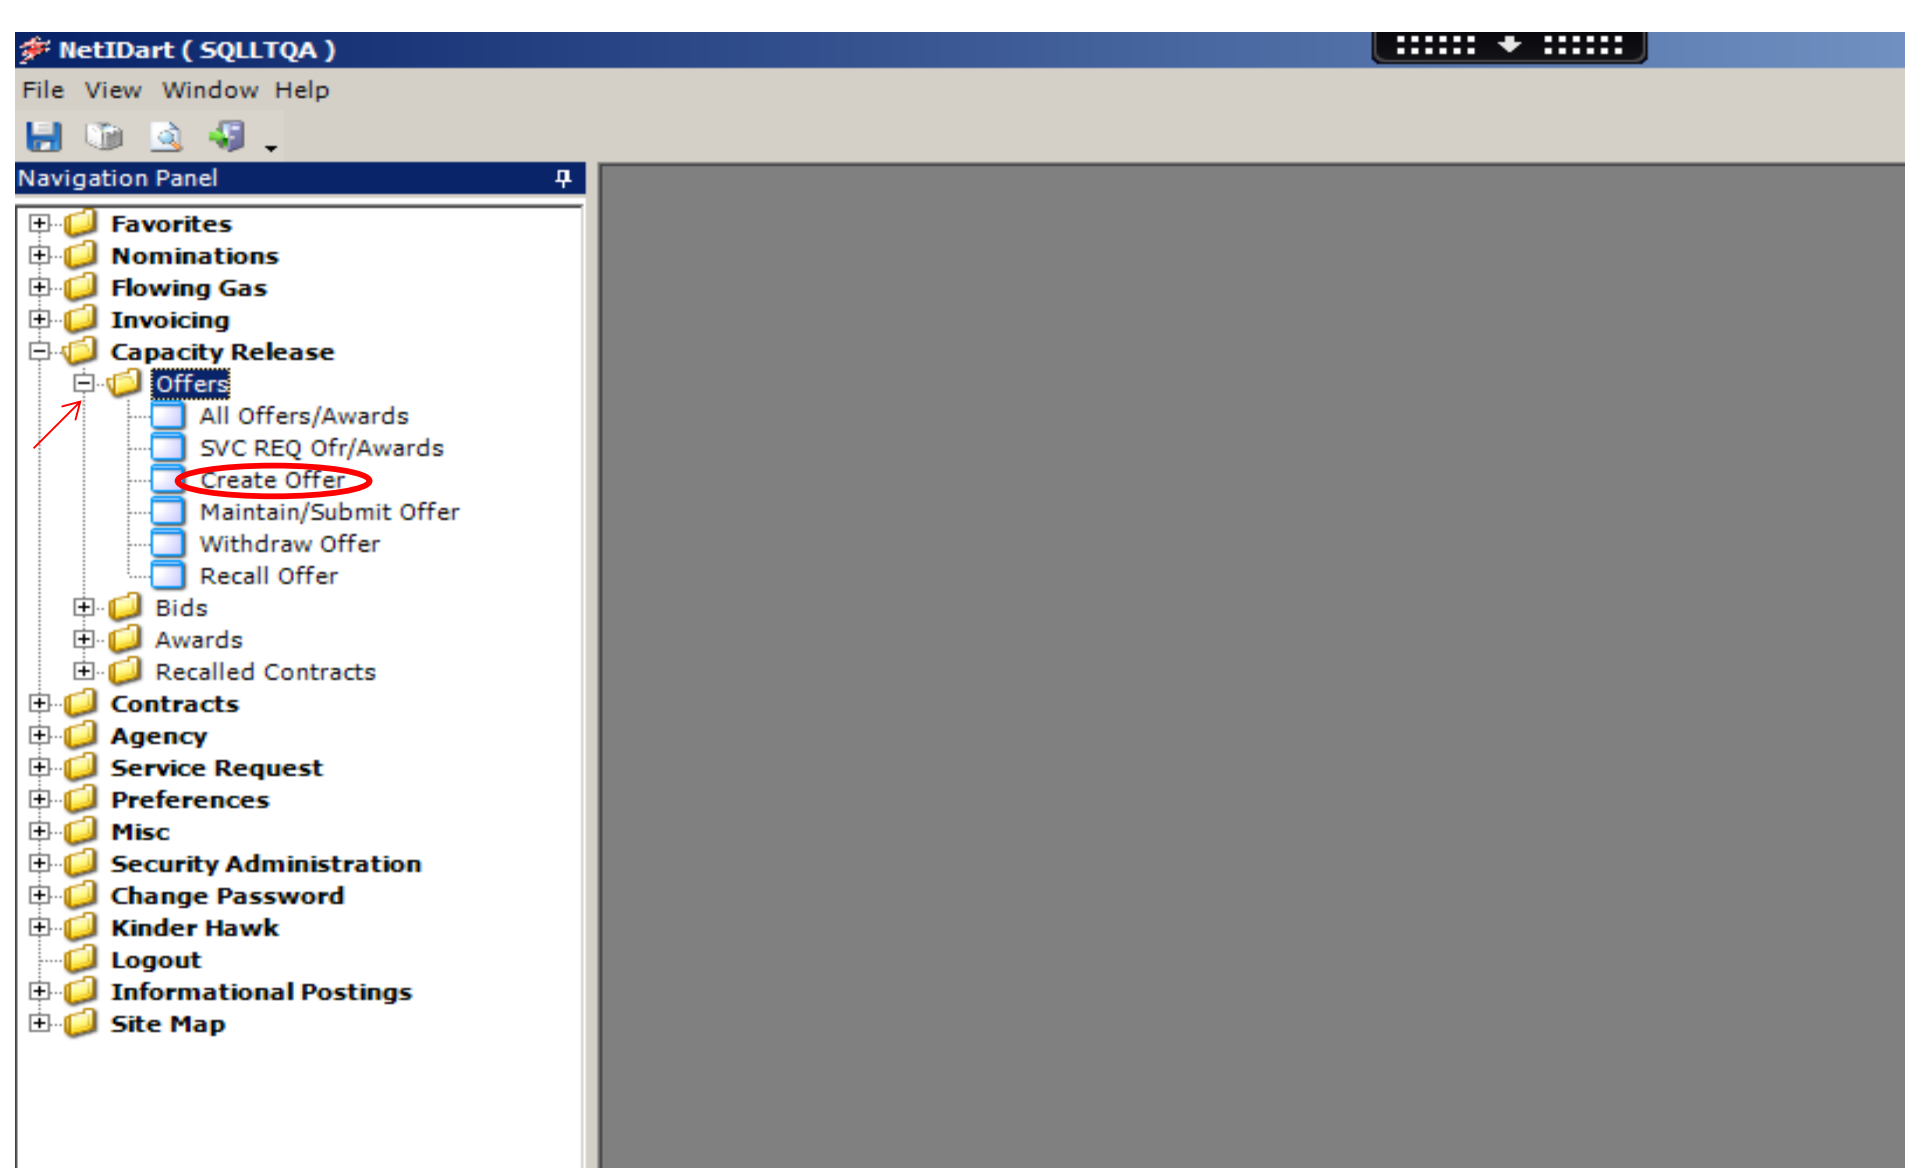 NetIDart ( SQLLTQA )
File View Window Help
Navigation Panel
Favorites
Nominations
Flowing Gas
Invoicing
Capacity Release
Offers
All Offers/Awards
SVC REQ Ofr/Awards
Create Offer
Maintain/Submit Offer
Withdraw Offer
Recall Offer
Bids
Awards
Recalled Contracts
Contracts
Agency
Service Request
Preferences
Misc
Security Administration
Change Password
Kinder Hawk
Logout
Informational Postings
Site Map